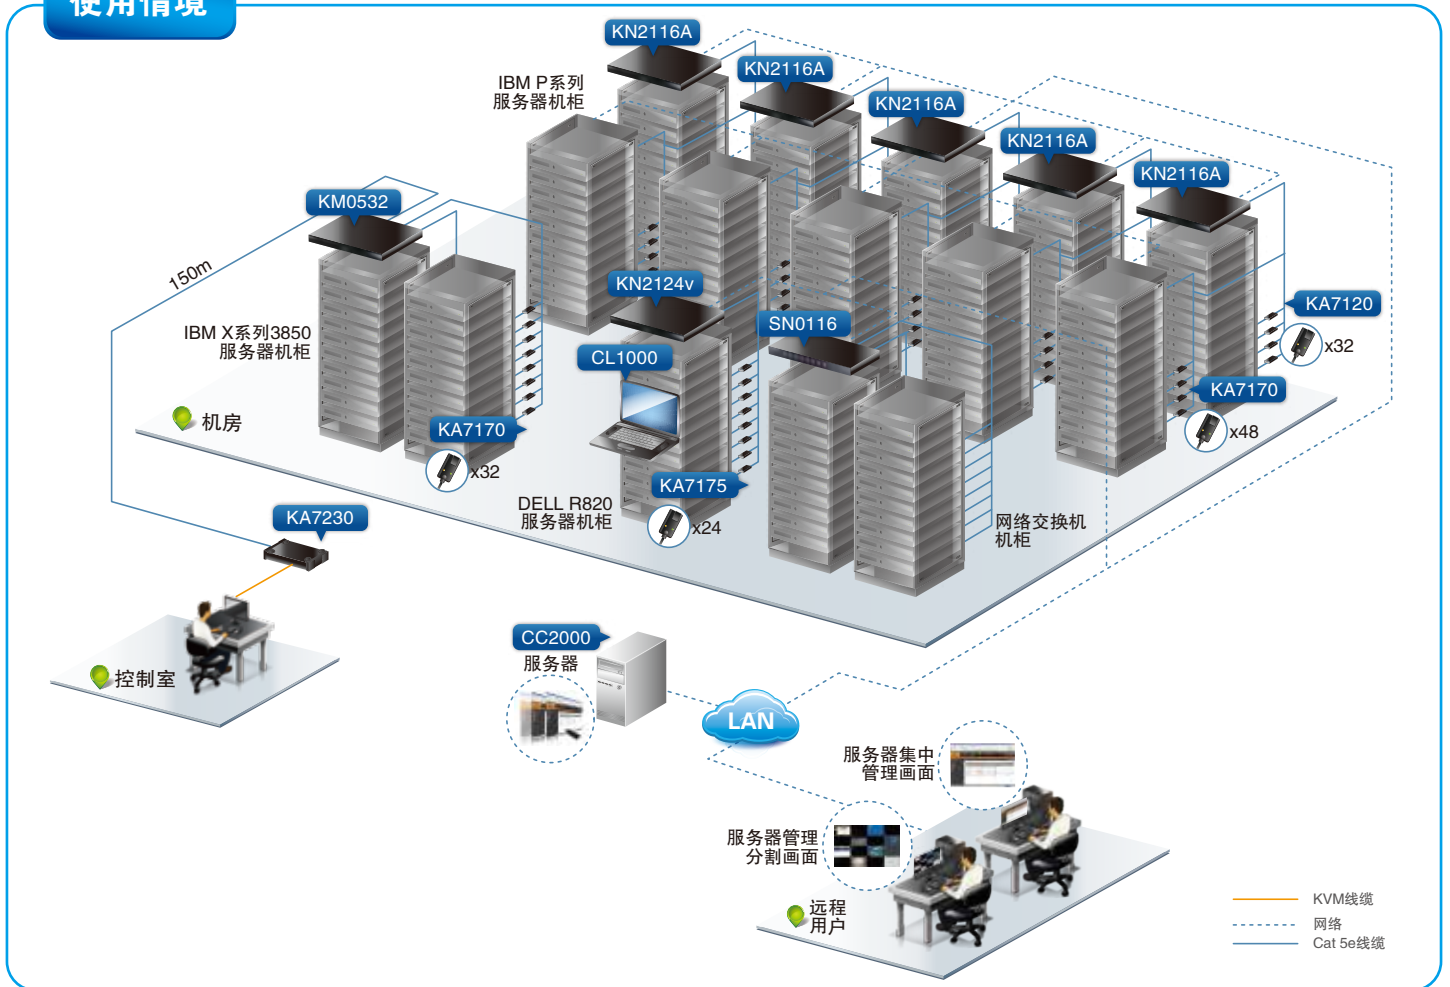 使用情境
KN2116A
IBM P系列
服务器机柜
KN2116A
KN2116A
KN2116A
KN2116A
KM0532
150m
IBM X系列3850
服务器机柜
KN2124v
SN0116
CL1000
KA7120
x32
KA7170
x48
机房
KA7170
x32
KA7175
DELL R820
服务器机柜
x24
网络交换机
机柜
KA7230
控制室
CC2000
服务器
LAN
服务器集中
管理画面
服务器管理
分割画面
远程
用户
KVM线缆
网络
Cat 5e线缆